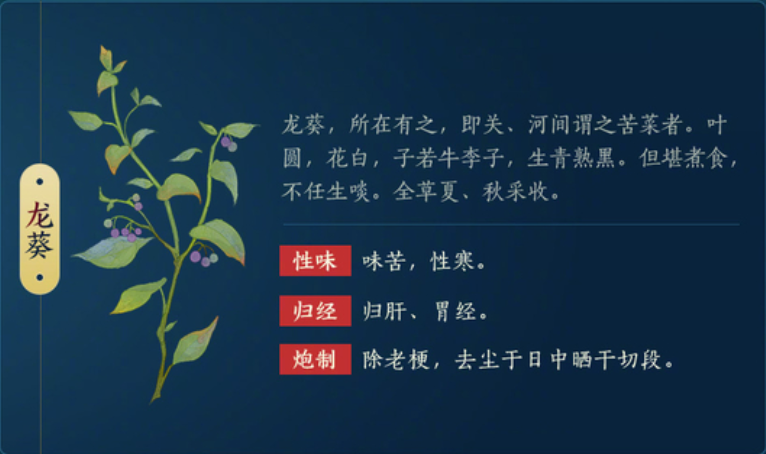 龙葵
龙葵，所在有之，即关、河间谓之苦菜者。叶
圆，花白，子若牛李子，生青熟黑。但堪煮食，
不任生啖。全草夏、秋采收。
性味 味苦，性寒。
归经 归肝、胃经。
炮制 除老梗，去尘于日中晒干切段。